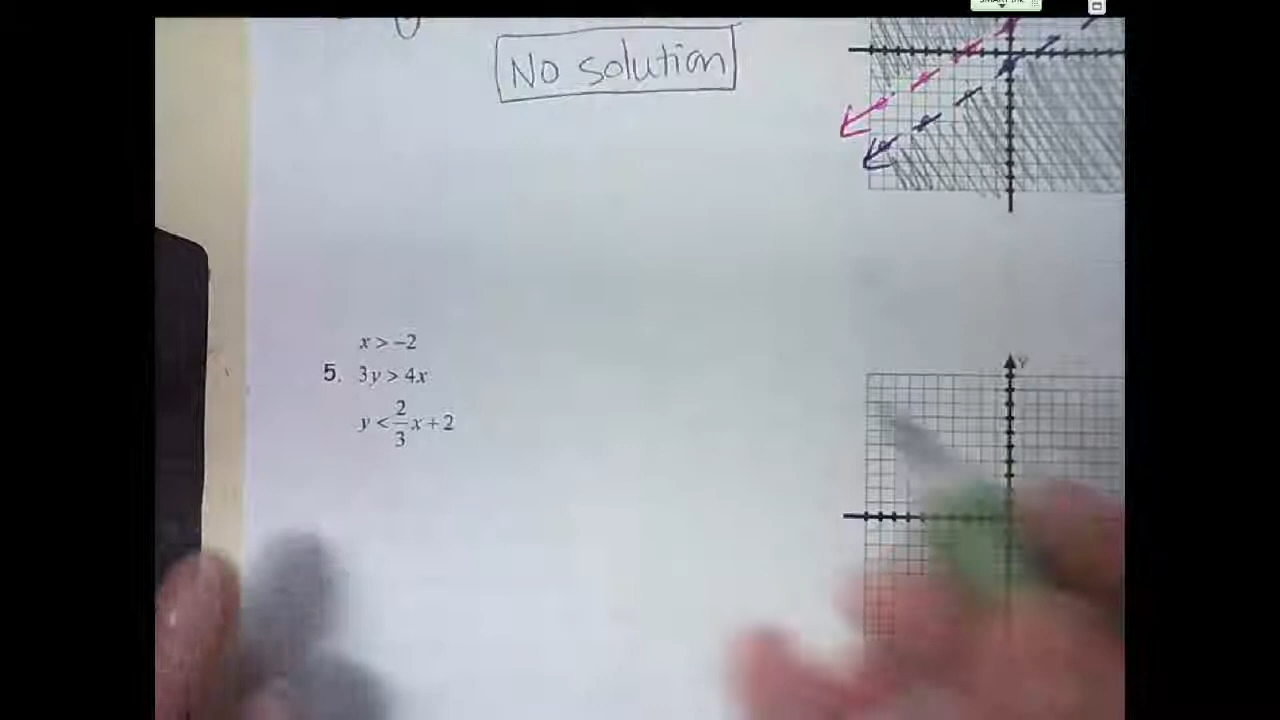 No solution
x > -2
5. 3y > 4x
y < 2/3 x + 2
Y